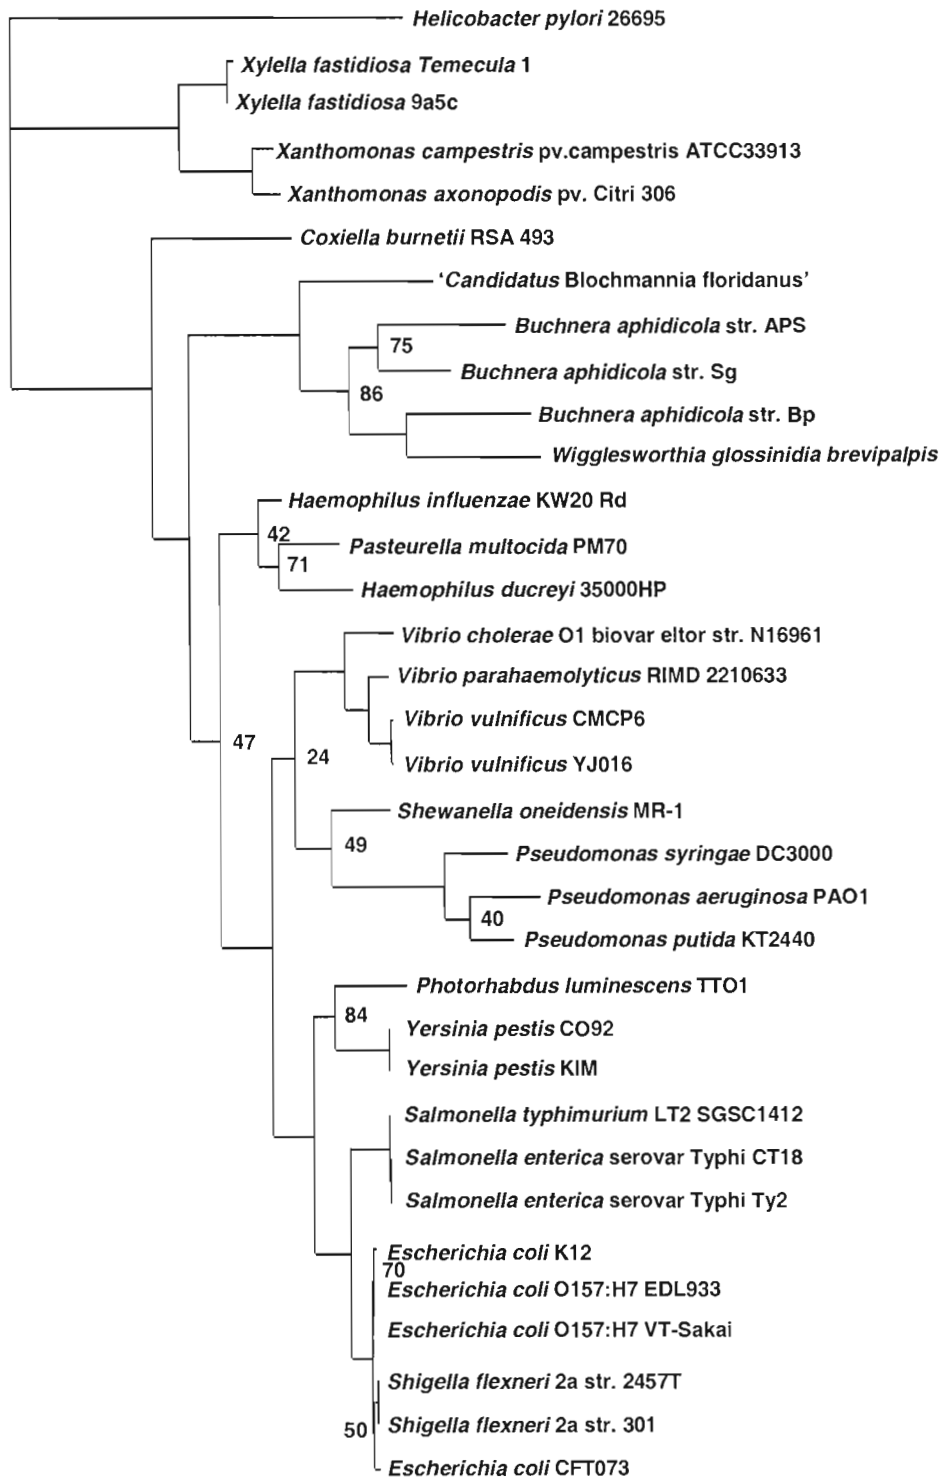 Helicobacter pylori 26695
Xylella fastidiosa Temecula 1
Xylella fastidiosa 9a5c
Xanthomonas campestris pv.campestris ATCC33913
Xanthomonas axonopodis pv. Citri 306
Coxiella burnetii RSA 493
‘Candidatus Blochmannia floridanus’
Buchnera aphidicola str. APS
75
Buchnera aphidicola str. Sg
86
Buchnera aphidicola str. Bp
Wigglesworthia glossinidia brevipalpis
Haemophilus influenzae KW20 Rd
42
Pasteurella multocida PM70
71
Haemophilus ducreyi 35000HP
Vibrio cholerae O1 biovar eltor str. N16961
Vibrio parahaemolyticus RIMD 2210633
Vibrio vulnificus CMCP6
47
24
Vibrio vulnificus YJ016
Shewanella oneidensis MR-1
49
Pseudomonas syringae DC3000
Pseudomonas aeruginosa PAO1
40
Pseudomonas putida KT2440
Photorhabdus luminescens TTO1
84
Yersinia pestis CO92
Yersinia pestis KIM
Salmonella typhimurium LT2 SGSC1412
Salmonella enterica serovar Typhi CT18
Salmonella enterica serovar Typhi Ty2
Escherichia coli K12
70
Escherichia coli O157:H7 EDL933
Escherichia coli O157:H7 VT-Sakai
Shigella flexneri 2a str. 2457T
Shigella flexneri 2a str. 301
50
Escherichia coli CFT073